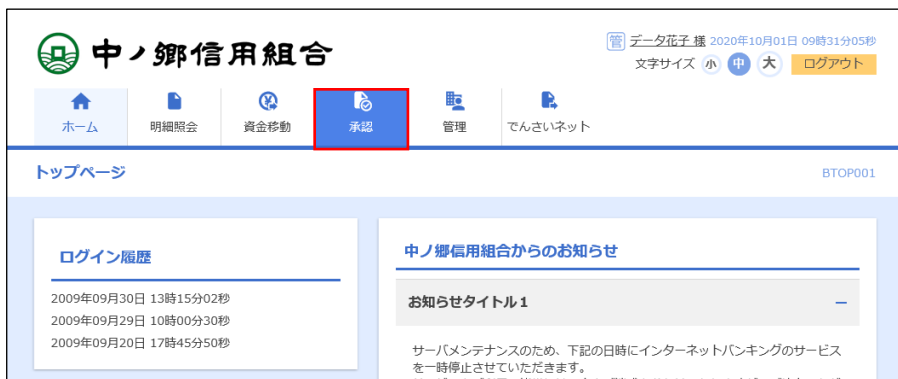 中ノ郷信用組合
管 データ花子 様 2020年10月01日 09時31分05秒
文字サイズ 小 中 大 ログアウト
ホーム 明細照会 資金移動 承認 管理 でんさいネット
トップページ BTOP001
ログイン履歴
2009年09月30日 13時15分02秒
2009年09月29日 10時00分30秒
2009年09月20日 17時45分50秒
中ノ郷信用組合からのお知らせ
お知らせタイトル1
サーバメンテナンスのため、下記の日時にインターネットバンキングのサービス
を一時停止させていただきます。